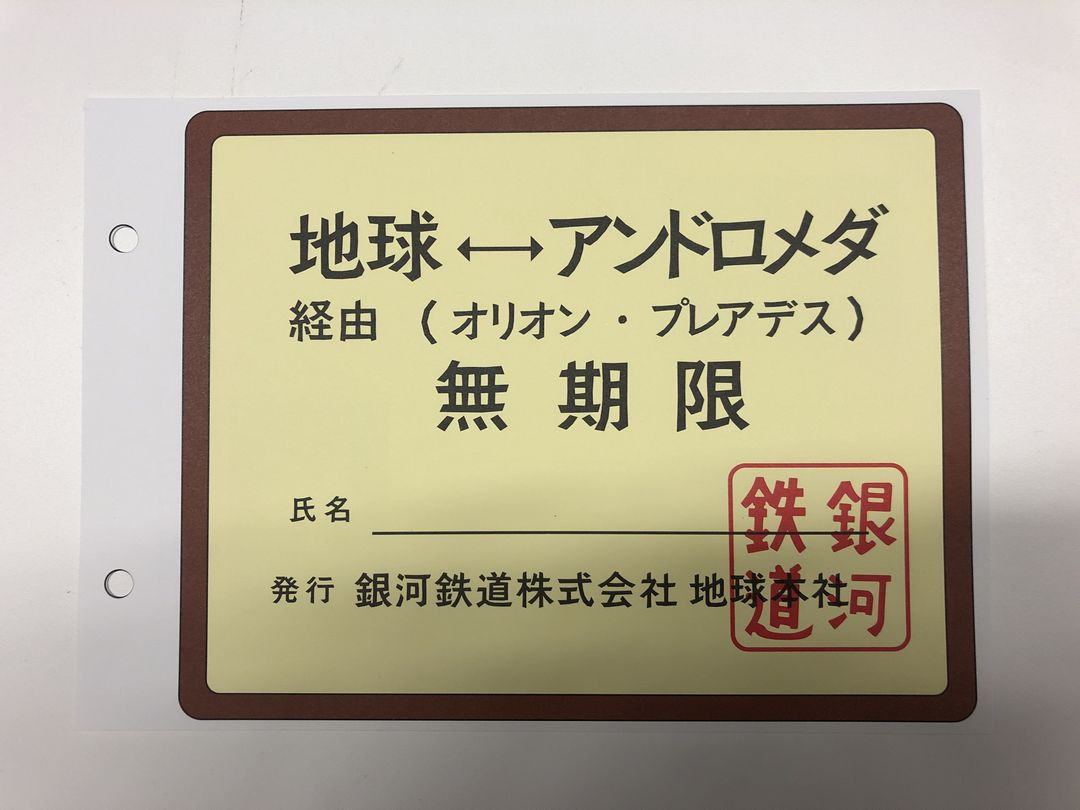 地球⟷アンドロメダ
経由（オリオン・プレアデス）
無期限
氏名
発行 銀河鉄道株式会社 地球本社
銀河
鉄道